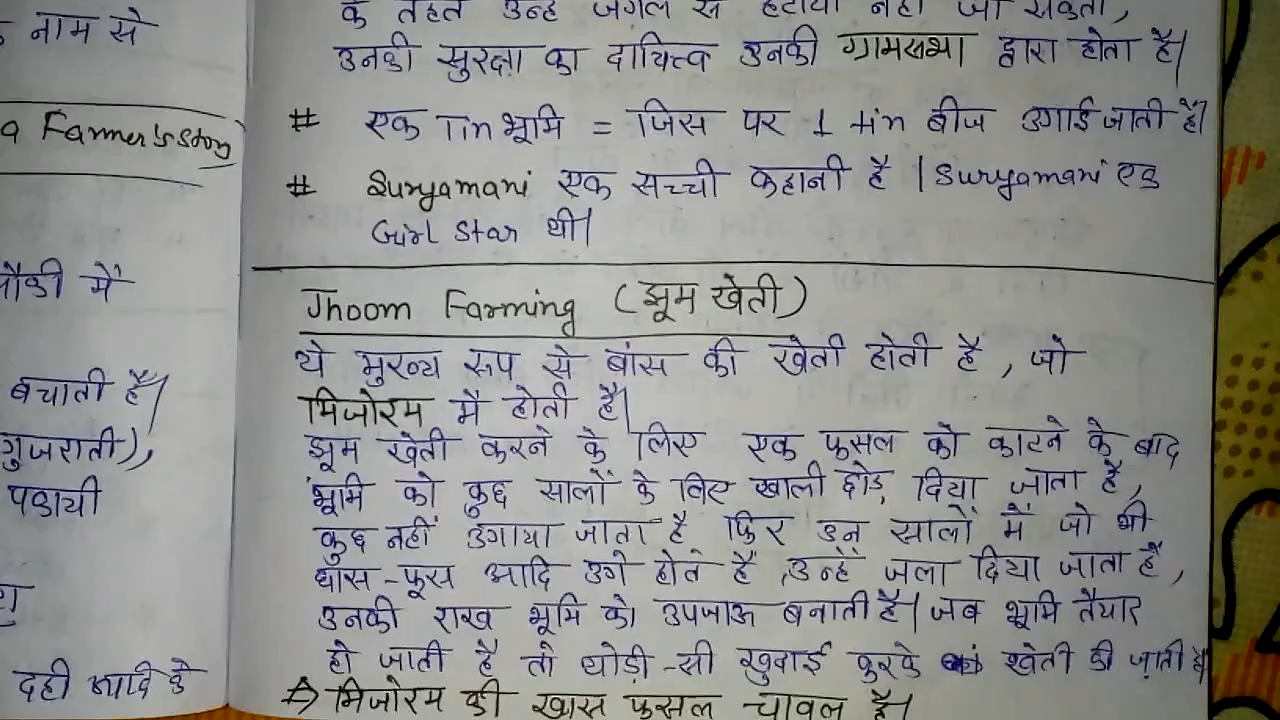 नाम से
a Farmer's story
चौकी में
बचाती है।
गुजराती),
दही आदि के
के तहत उन्हें जंगल से हटाया नहीं जा सकता,
उनकी सुरक्षा का दायित्व उनकी ग्रामसभा द्वारा होता है।
# एक Tin भूमि = जिस पर 1 tin बीज उगाई जाती है।
# Suryamani एक सच्ची कहानी है। Suryamani एक
Girl Star थी।
Jhoom Farming (झूम खेती)
ये मुख्य रूप से बांस की खेती होती है, जो
मिजोरम में होती है।
झूम खेती करने के लिए एक फसल को काटने के बाद
भूमि को कुछ सालों के लिए खाली छोड़ दिया जाता है,
कुछ नहीं उगाया जाता है फिर उन सालों में जो भी
घास-फूस आदि उगे होते हैं, उन्हें जला दिया जाता है,
उनकी राख भूमि को उपजाऊ बनाती है। जब भूमि तैयार
हो जाती है तो थोड़ी-सी खुदाई करके खेती की जाती है
⇒ मिजोरम की खास फसल चावल है।